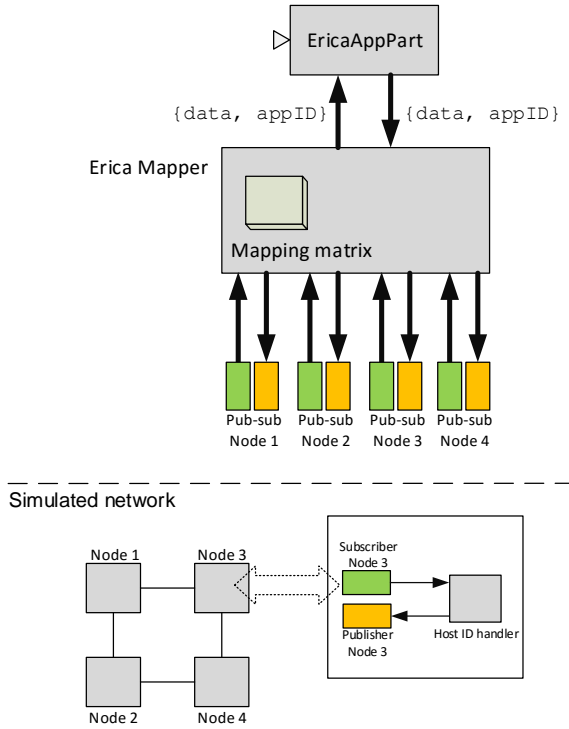 EricaAppPart
{data, appID}
{data, appID}
Erica Mapper
Mapping matrix
Pub-sub
Node 1
Pub-sub
Node 2
Pub-sub
Node 3
Pub-sub
Node 4
Simulated network
Node 1
Node 3
Node 2
Node 4
Subscriber
Node 3
Publisher
Node 3
Host ID handler